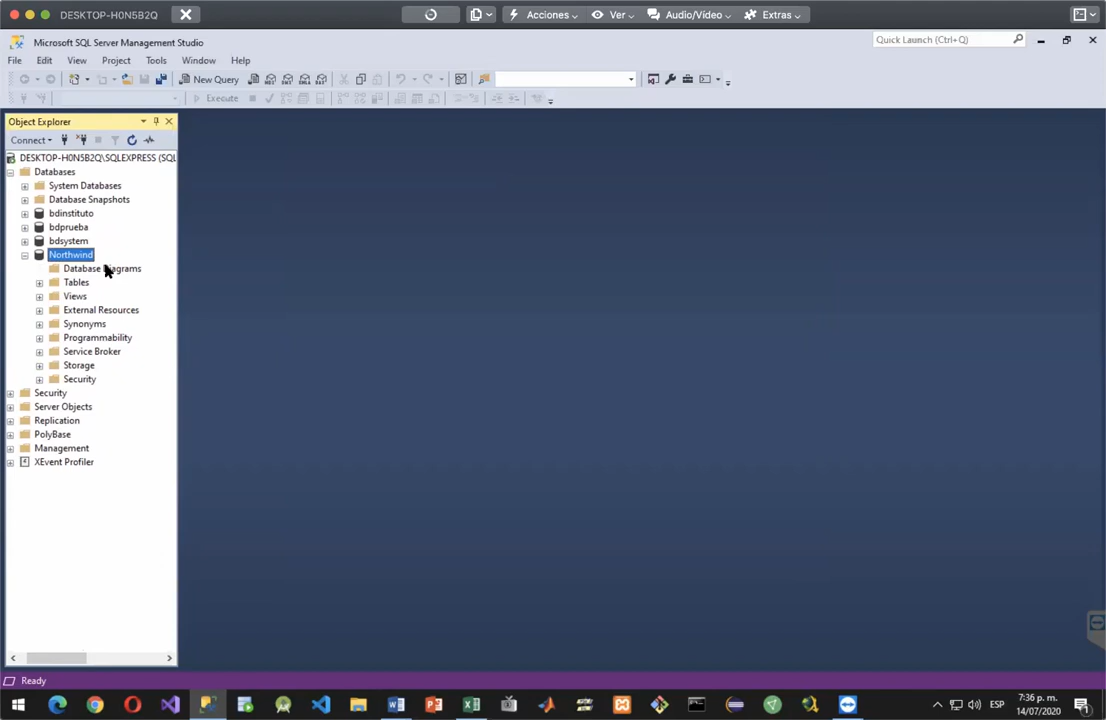 DESKTOP-H0N5B2Q
Acciones
Ver
Audio/Vídeo
Extras
Microsoft SQL Server Management Studio
Quick Launch (Ctrl+Q)
File Edit View Project Tools Window Help
New Query
Execute
Object Explorer
Connect
DESKTOP-H0N5B2Q\SQLEXPRESS (SQL
Databases
System Databases
Database Snapshots
bdinstituto
bdprueba
bdsystem
Northwind
Database Diagrams
Tables
Views
External Resources
Synonyms
Programmability
Service Broker
Storage
Security
Security
Server Objects
Replication
PolyBase
Management
XEvent Profiler
Ready
ESP
7:36 p. m.
14/07/2020